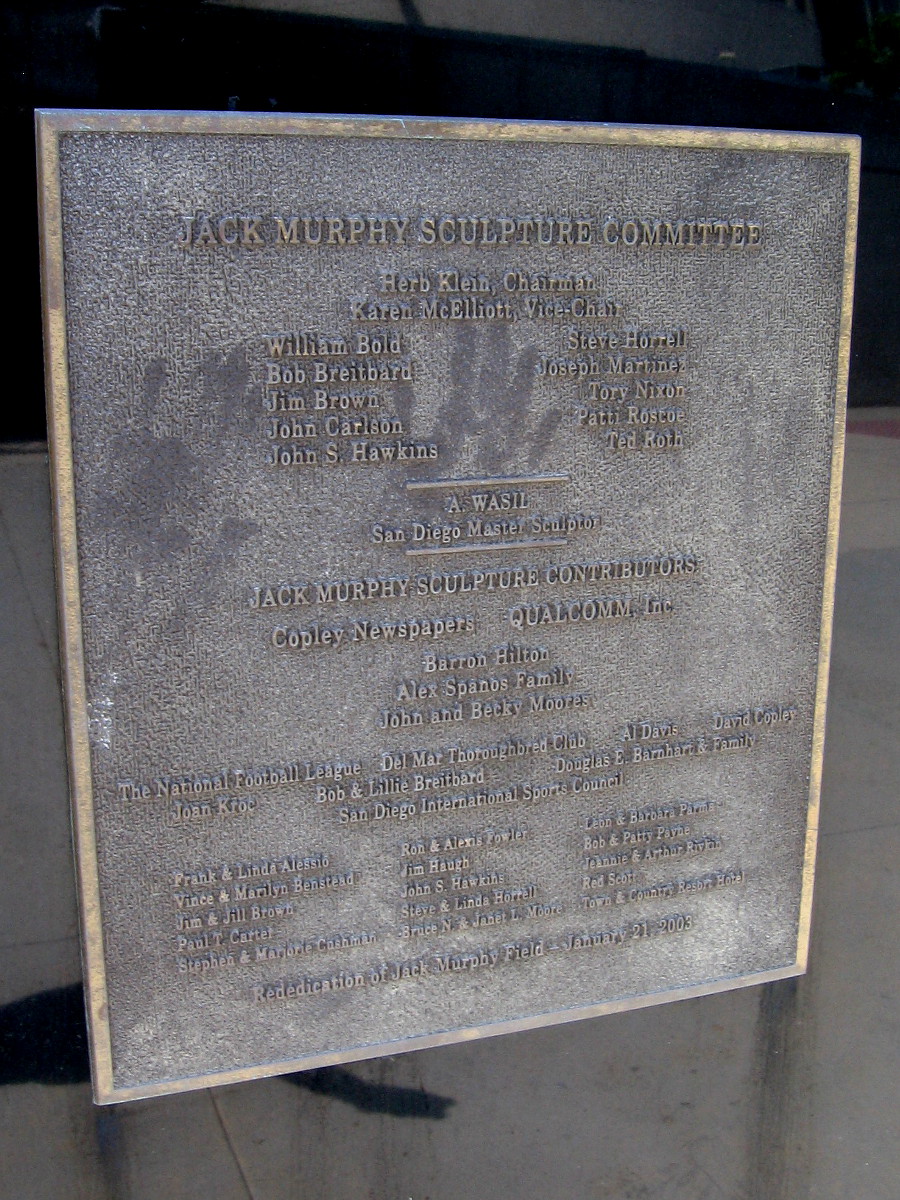 JACK MURPHY SCULPTURE COMMITTEE
Herb Klein, Chairman
Karen McElliott, Vice-Chair
William Bold Steve Horrell
Bob Breitbard Joseph Martinez
Jim Brown Tory Nixon
John Carlson Patti Roscoe
John S. Hawkins Ted Roth
A. WASIL
San Diego Master Sculptor
JACK MURPHY SCULPTURE CONTRIBUTORS
Copley Newspapers QUALCOMM, Inc
Barron Hilton
Alex Spanos Family
John and Becky Moores
The National Football League Del Mar Thoroughbred Club Al Davis David Copley
Joan Kroc Bob & Lillie Breitbard Douglas E. Barnhart & Family
San Diego International Sports Council
Frank & Linda Alessio Ron & Alexis Fowler Leon & Barbara Parma
Vince & Marilyn Benstead Jim Haugh Bob & Patty Payne
Jim & Jill Brown John S. Hawkins Jeannie & Arthur Rivkin
Paul T. Carter Steve & Linda Horrell Red Scott
Stephen & Marjorie Cushman Bruce N. & Janet L. Moore Town & Country Resort Hotel
Rededication of Jack Murphy Field – January 21, 2003